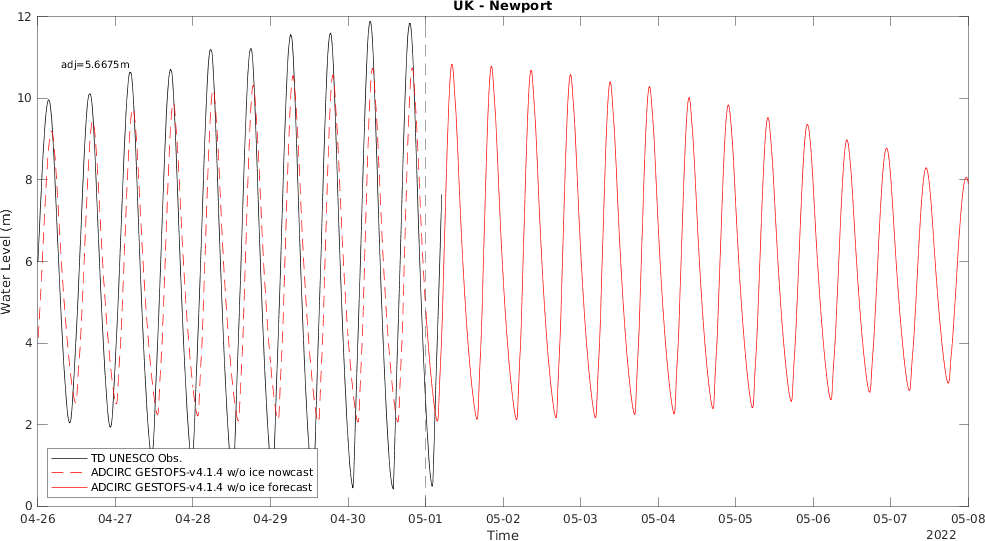 UK - Newport
12
10
8
6
4
2
0
Water Level (m)
adj=5.6675m
TD UNESCO Obs.
ADCIRC GESTOFS-v4.1.4 w/o ice nowcast
ADCIRC GESTOFS-v4.1.4 w/o ice forecast
04-26 04-27 04-28 04-29 04-30 05-01 05-02 05-03 05-04 05-05 05-06 05-07 05-08
Time
2022